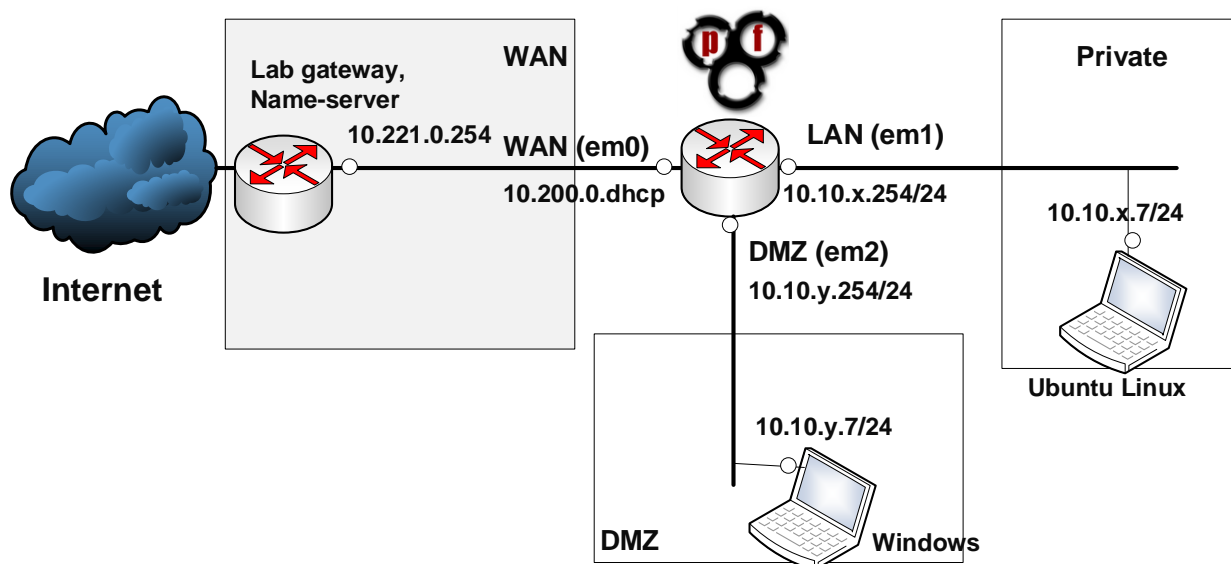 WAN
Lab gateway,
Name-server
10.221.0.254
WAN (em0)
10.200.0.dhcp
pf
LAN (em1)
10.10.x.254/24
Private
10.10.x.7/24
Ubuntu Linux
Internet
DMZ (em2)
10.10.y.254/24
10.10.y.7/24
DMZ
Windows